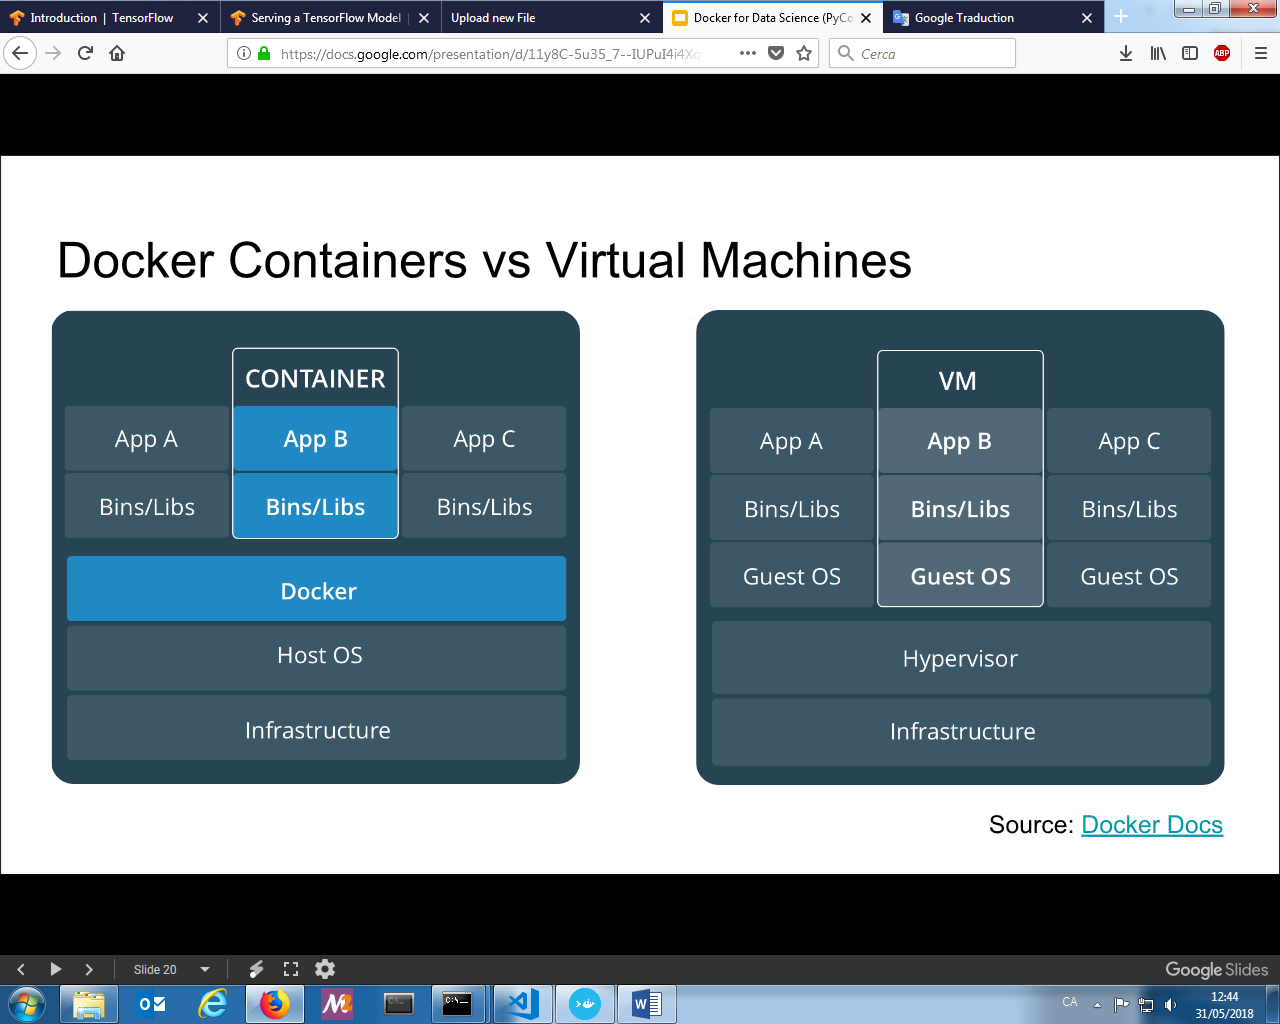 Introduction | TensorFlow
Serving a TensorFlow Model |
Upload new File
Docker for Data Science (PyCo
Google Traduction
https://docs.google.com/presentation/d/11y8C-5u35_7--IUPuI4i4Xq
Cerca
ABP
Docker Containers vs Virtual Machines
CONTAINER
App A App B App C
Bins/Libs Bins/Libs Bins/Libs
Docker
Host OS
Infrastructure
VM
App A App B App C
Bins/Libs Bins/Libs Bins/Libs
Guest OS Guest OS Guest OS
Hypervisor
Infrastructure
Source: Docker Docs
Slide 20
Google Slides
CA
12:44
31/05/2018